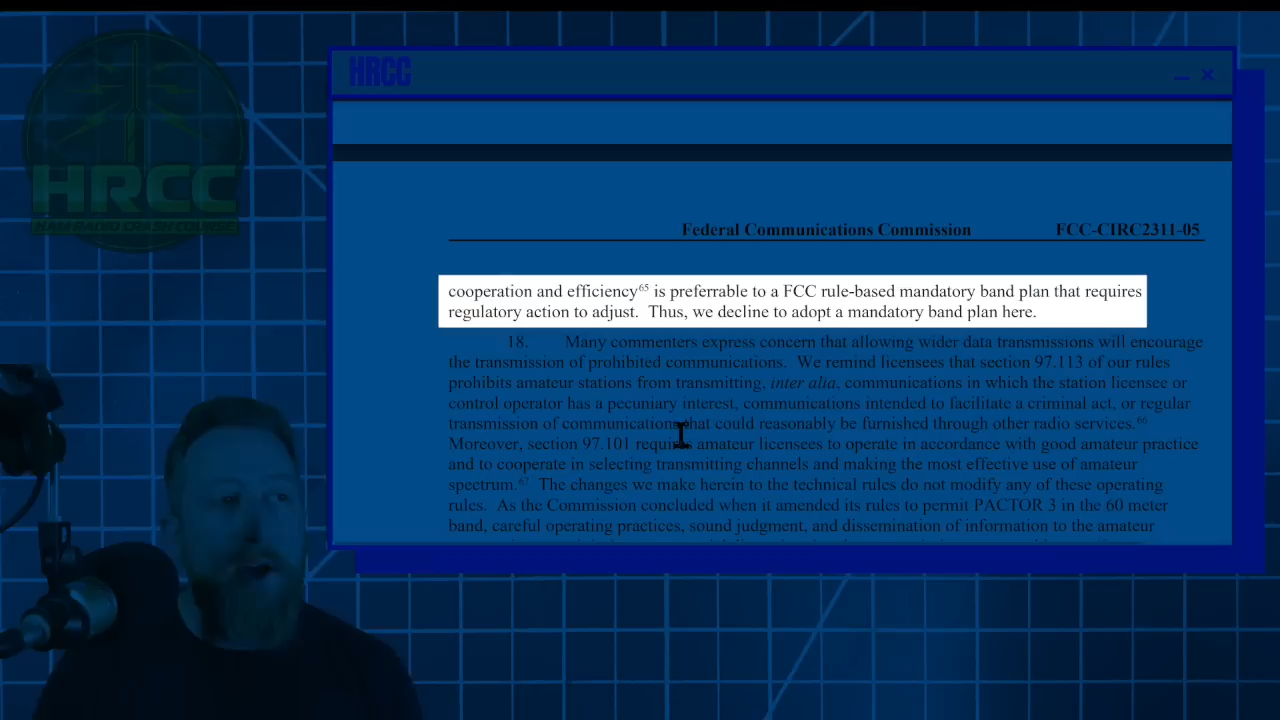 HRCC
HRCC
HAM RADIO CRASH COURSE
Federal Communications Commission FCC-CIRC2311-05
cooperation and efficiency65 is preferrable to a FCC rule-based mandatory band plan that requires
regulatory action to adjust. Thus, we decline to adopt a mandatory band plan here.
18. Many commenters express concern that allowing wider data transmissions will encourage
the transmission of prohibited communications. We remind licensees that section 97.113 of our rules
prohibits amateur stations from transmitting, inter alia, communications in which the station licensee or
control operator has a pecuniary interest, communications intended to facilitate a criminal act, or regular
transmission of communications that could reasonably be furnished through other radio services.66
Moreover, section 97.101 requires amateur licensees to operate in accordance with good amateur practice
and to cooperate in selecting transmitting channels and making the most effective use of amateur
spectrum.67 The changes we make herein to the technical rules do not modify any of these operating
rules. As the Commission concluded when it amended its rules to permit PACTOR 3 in the 60 meter
band, careful operating practices, sound judgment, and dissemination of information to the amateur